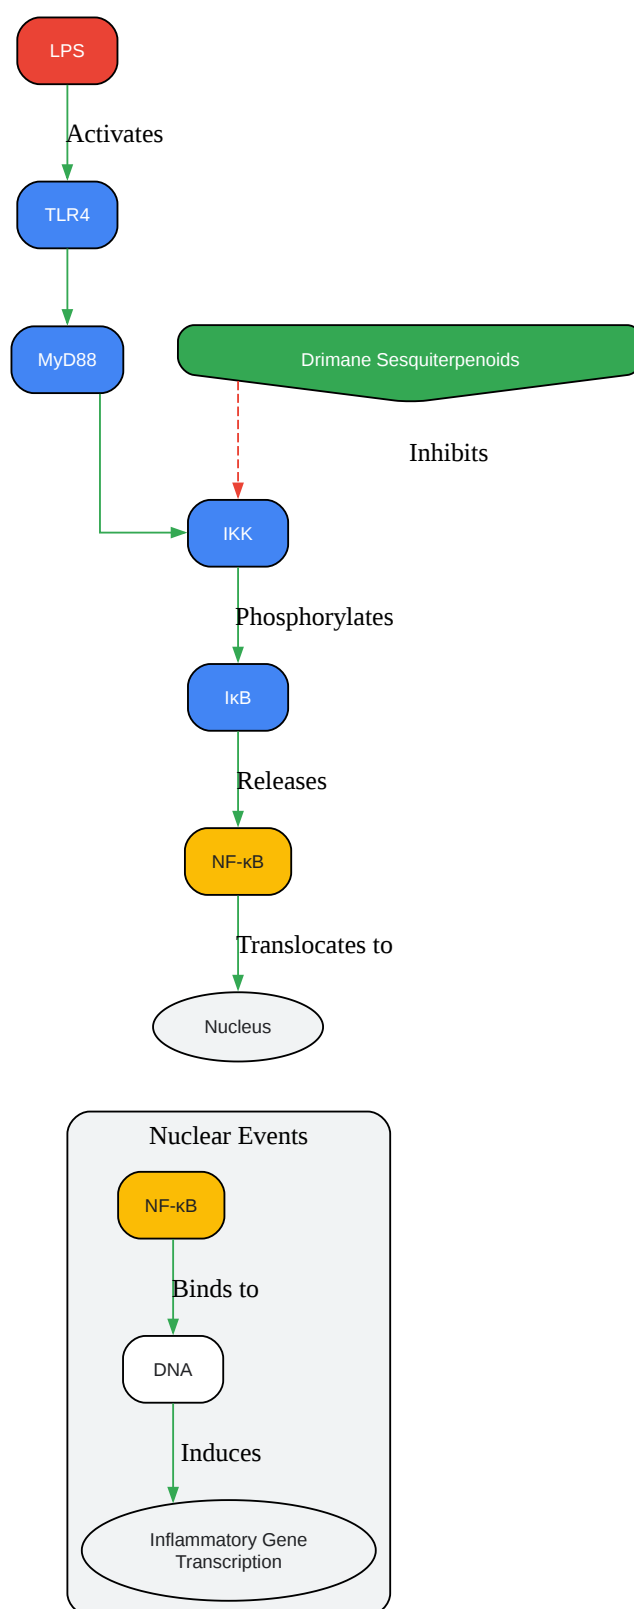 LPS
Activates
TLR4
MyD88
Drimane Sesquiterpenoids
Inhibits
IKK
Phosphorylates
IκB
Releases
NF-κB
Translocates to
Nucleus
Nuclear Events
NF-κB
Binds to
DNA
Induces
Inflammatory Gene
Transcription